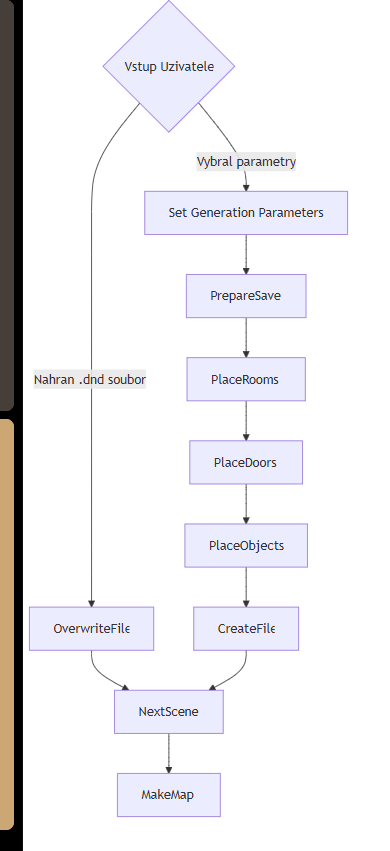 Vstup Uzivatele
Vybral parametry
Set Generation Parameters
PrepareSave
PlaceRooms
Nahran .dnd soubor
PlaceDoors
PlaceObjects
OverwriteFile
CreateFile
NextScene
MakeMap